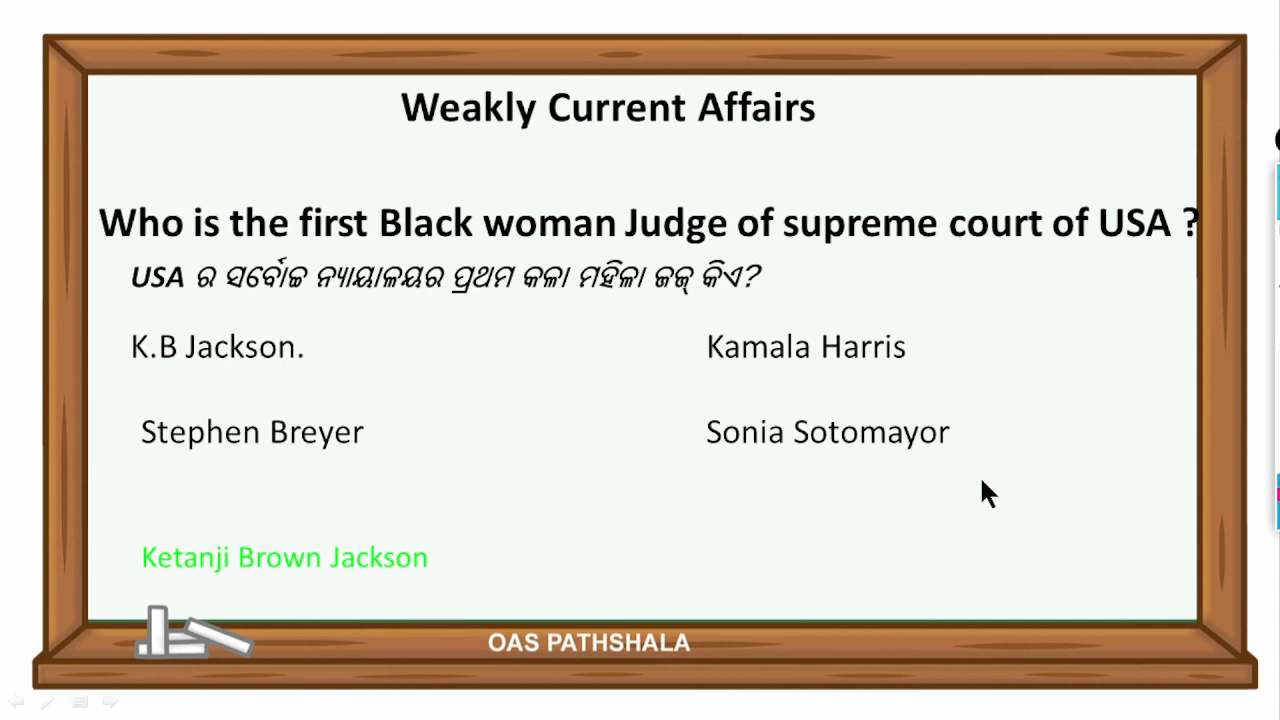 Weakly Current Affairs
Who is the first Black woman Judge of supreme court of USA ?
USA ର ସର୍ବୋଚ୍ଚ ନ୍ୟାୟାଳୟର ପ୍ରଥମ କଳା ମହିଳା ଜଜ୍ କିଏ?
K.B Jackson. Kamala Harris
Stephen Breyer Sonia Sotomayor
Ketanji Brown Jackson
OAS PATHSHALA